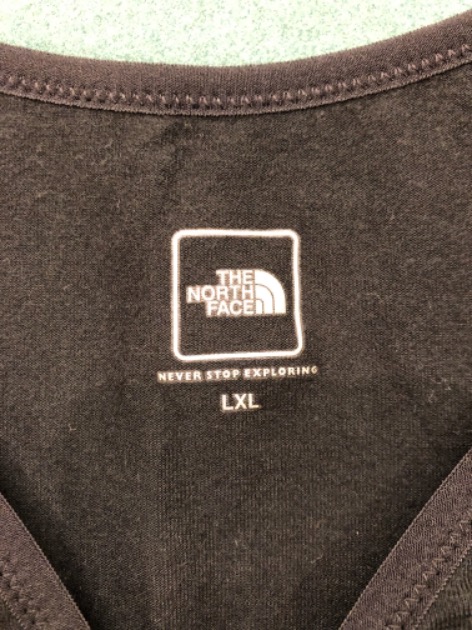 THE
NORTH
FACE
NEVER STOP EXPLORING
LXL